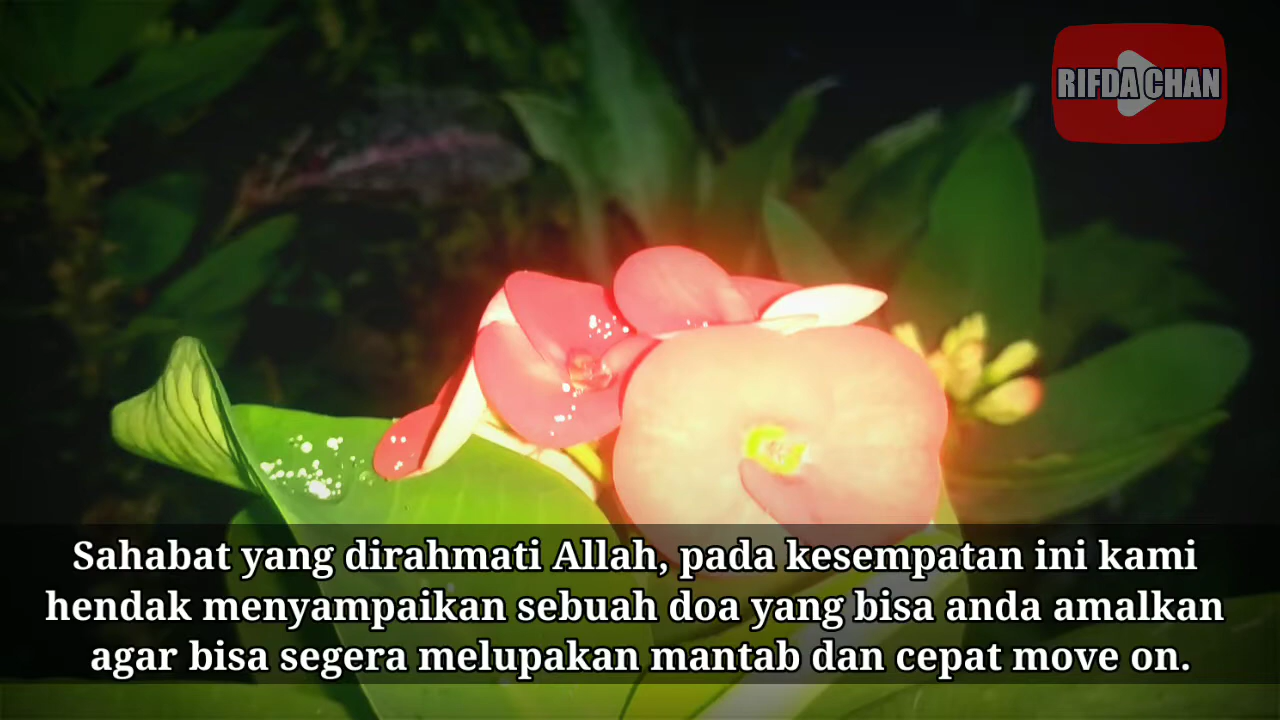 RIFDA CHAN
Sahabat yang dirahmati Allah, pada kesempatan ini kami
hendak menyampaikan sebuah doa yang bisa anda amalkan
agar bisa segera melupakan mantab dan cepat move on.